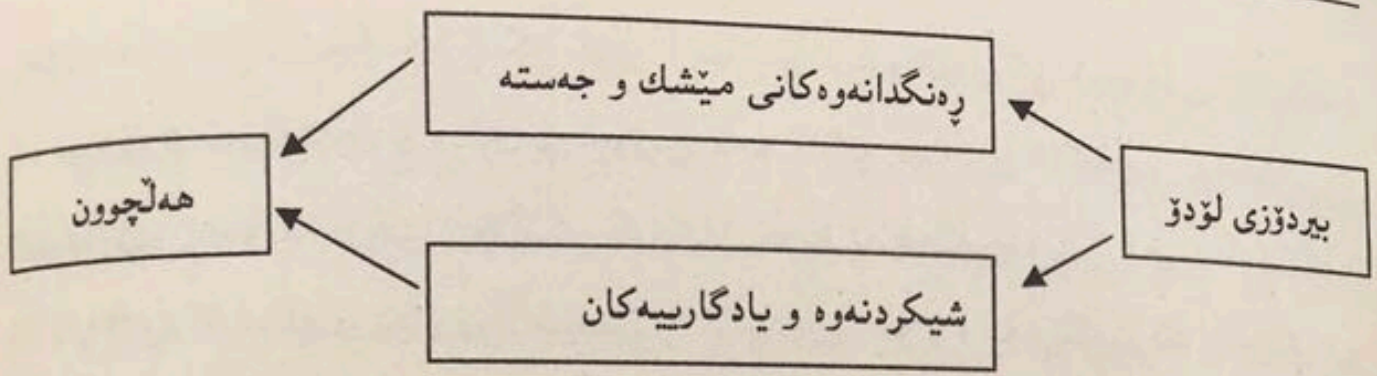 بیردۆزی لۆدۆ
ڕەنگدانەوەکانی مێشك و جەستە
شیکردنەوە و یادگارییەکان
هەڵچوون